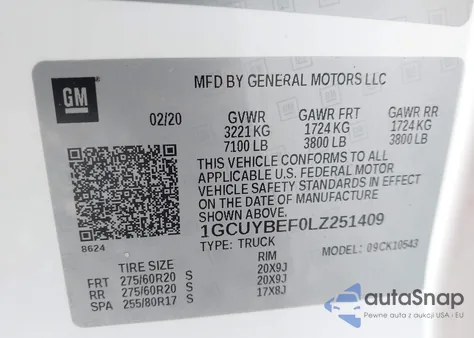 GM
MFD BY GENERAL MOTORS LLC
02/20 GVWR GAWR FRT GAWR RR
3221 KG 1724 KG 1724 KG
7100 LB 3800 LB 3800 LB
THIS VEHICLE CONFORMS TO ALL
APPLICABLE U.S. FEDERAL MOTOR
VEHICLE SAFETY STANDARDS IN EFFECT
ON THE DATE OF MANUFACTURE
SHOWN ABOVE.
1GCUYBEF0LZ251409
8624
TYPE: TRUCK MODEL: 09CK10543
TIRE SIZE RIM
FRT 275/60R20 S 20X9J
RR 275/60R20 S 20X9J
SPA 255/80R17 S 17X8J
autoSnap
Pojazdy z aukcji USA - EU